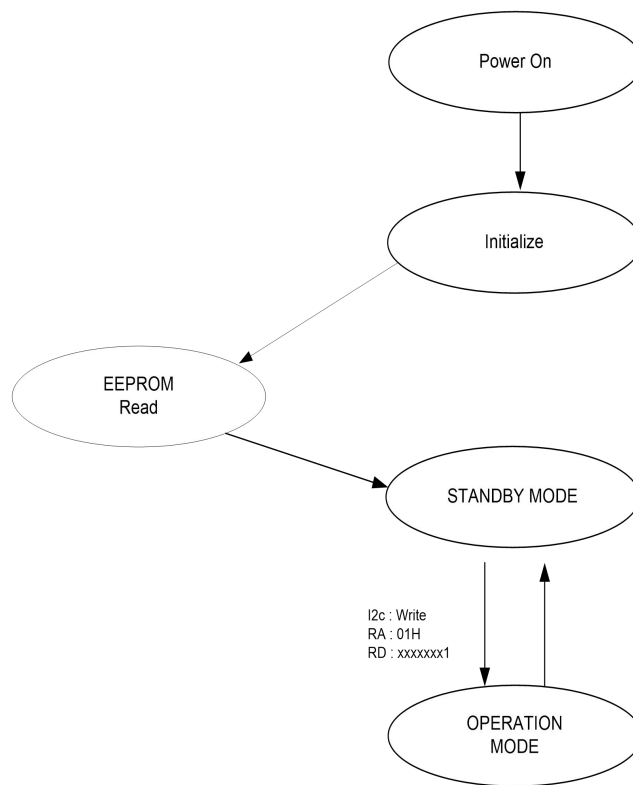 Power On
Initialize
EEPROM
Read
STANDBY MODE
I2c : Write
RA : 01H
RD : xxxxxxx1
OPERATION
MODE